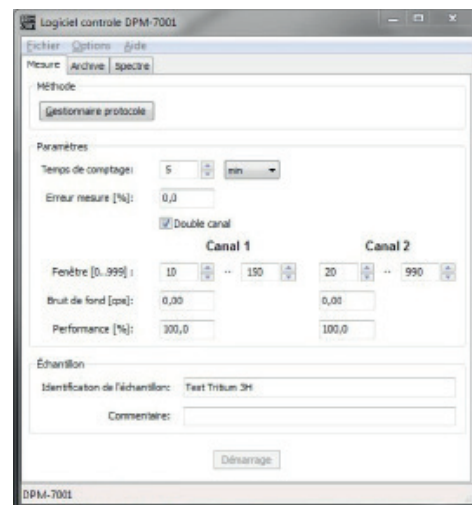 Logiciel controle DPM-7001
Fichier Options Aide
Mesure Archive Spectre
Méthode
Gestionnaire protocole
Paramètres
Temps de comptage: 5 min
Erreur mesure [%]: 0,0
Double canal
Canal 1 Canal 2
Fenêtre [0..999] : 10 .. 150 20 .. 990
Bruit de fond [cps]: 0,00 0,00
Performance [%]: 100,0 100,0
Échantillon
Identification de l'échantillon: Test Tritium 3H
Commentaire:
Démarrage
DPM-7001